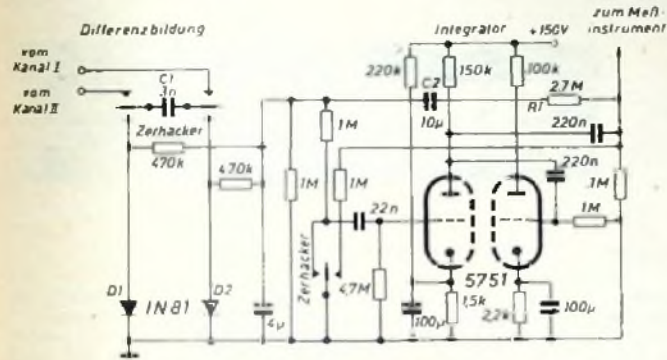 zum Meß-
instrument
Differenzbildung
Integrator
+150V
vom
Kanal I
vom
Kanal II
C1
3n
220k
150k
100k
C2
10µ
2,7M
R1
220n
Zerhacker
470k
470k
1M
1M
1M
220n
1M
1M
22n
Zerhacker
4,7M
5751
D1
1N81
D2
4µ
100µ
1,5k
2,2k
100µ